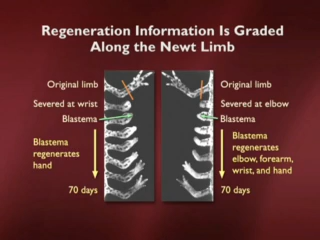 Regeneration Information Is Graded
Along the Newt Limb
Original limb
Severed at wrist
Blastema
Blastema
regenerates
hand
70 days
Original limb
Severed at elbow
Blastema
Blastema
regenerates
elbow, forearm,
wrist, and hand
70 days